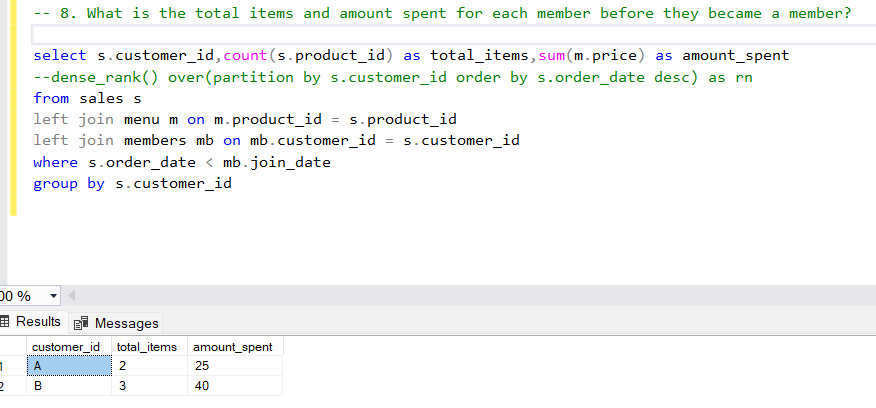 -- 8. What is the total items and amount spent for each member before they became a member?
select s.customer_id,count(s.product_id) as total_items,sum(m.price) as amount_spent
--dense_rank() over(partition by s.customer_id order by s.order_date desc) as rn
from sales s
left join menu m on m.product_id = s.product_id
left join members mb on mb.customer_id = s.customer_id
where s.order_date < mb.join_date
group by s.customer_id
00 %
Results Messages
customer_id total_items amount_spent
1 A 2 25
2 B 3 40